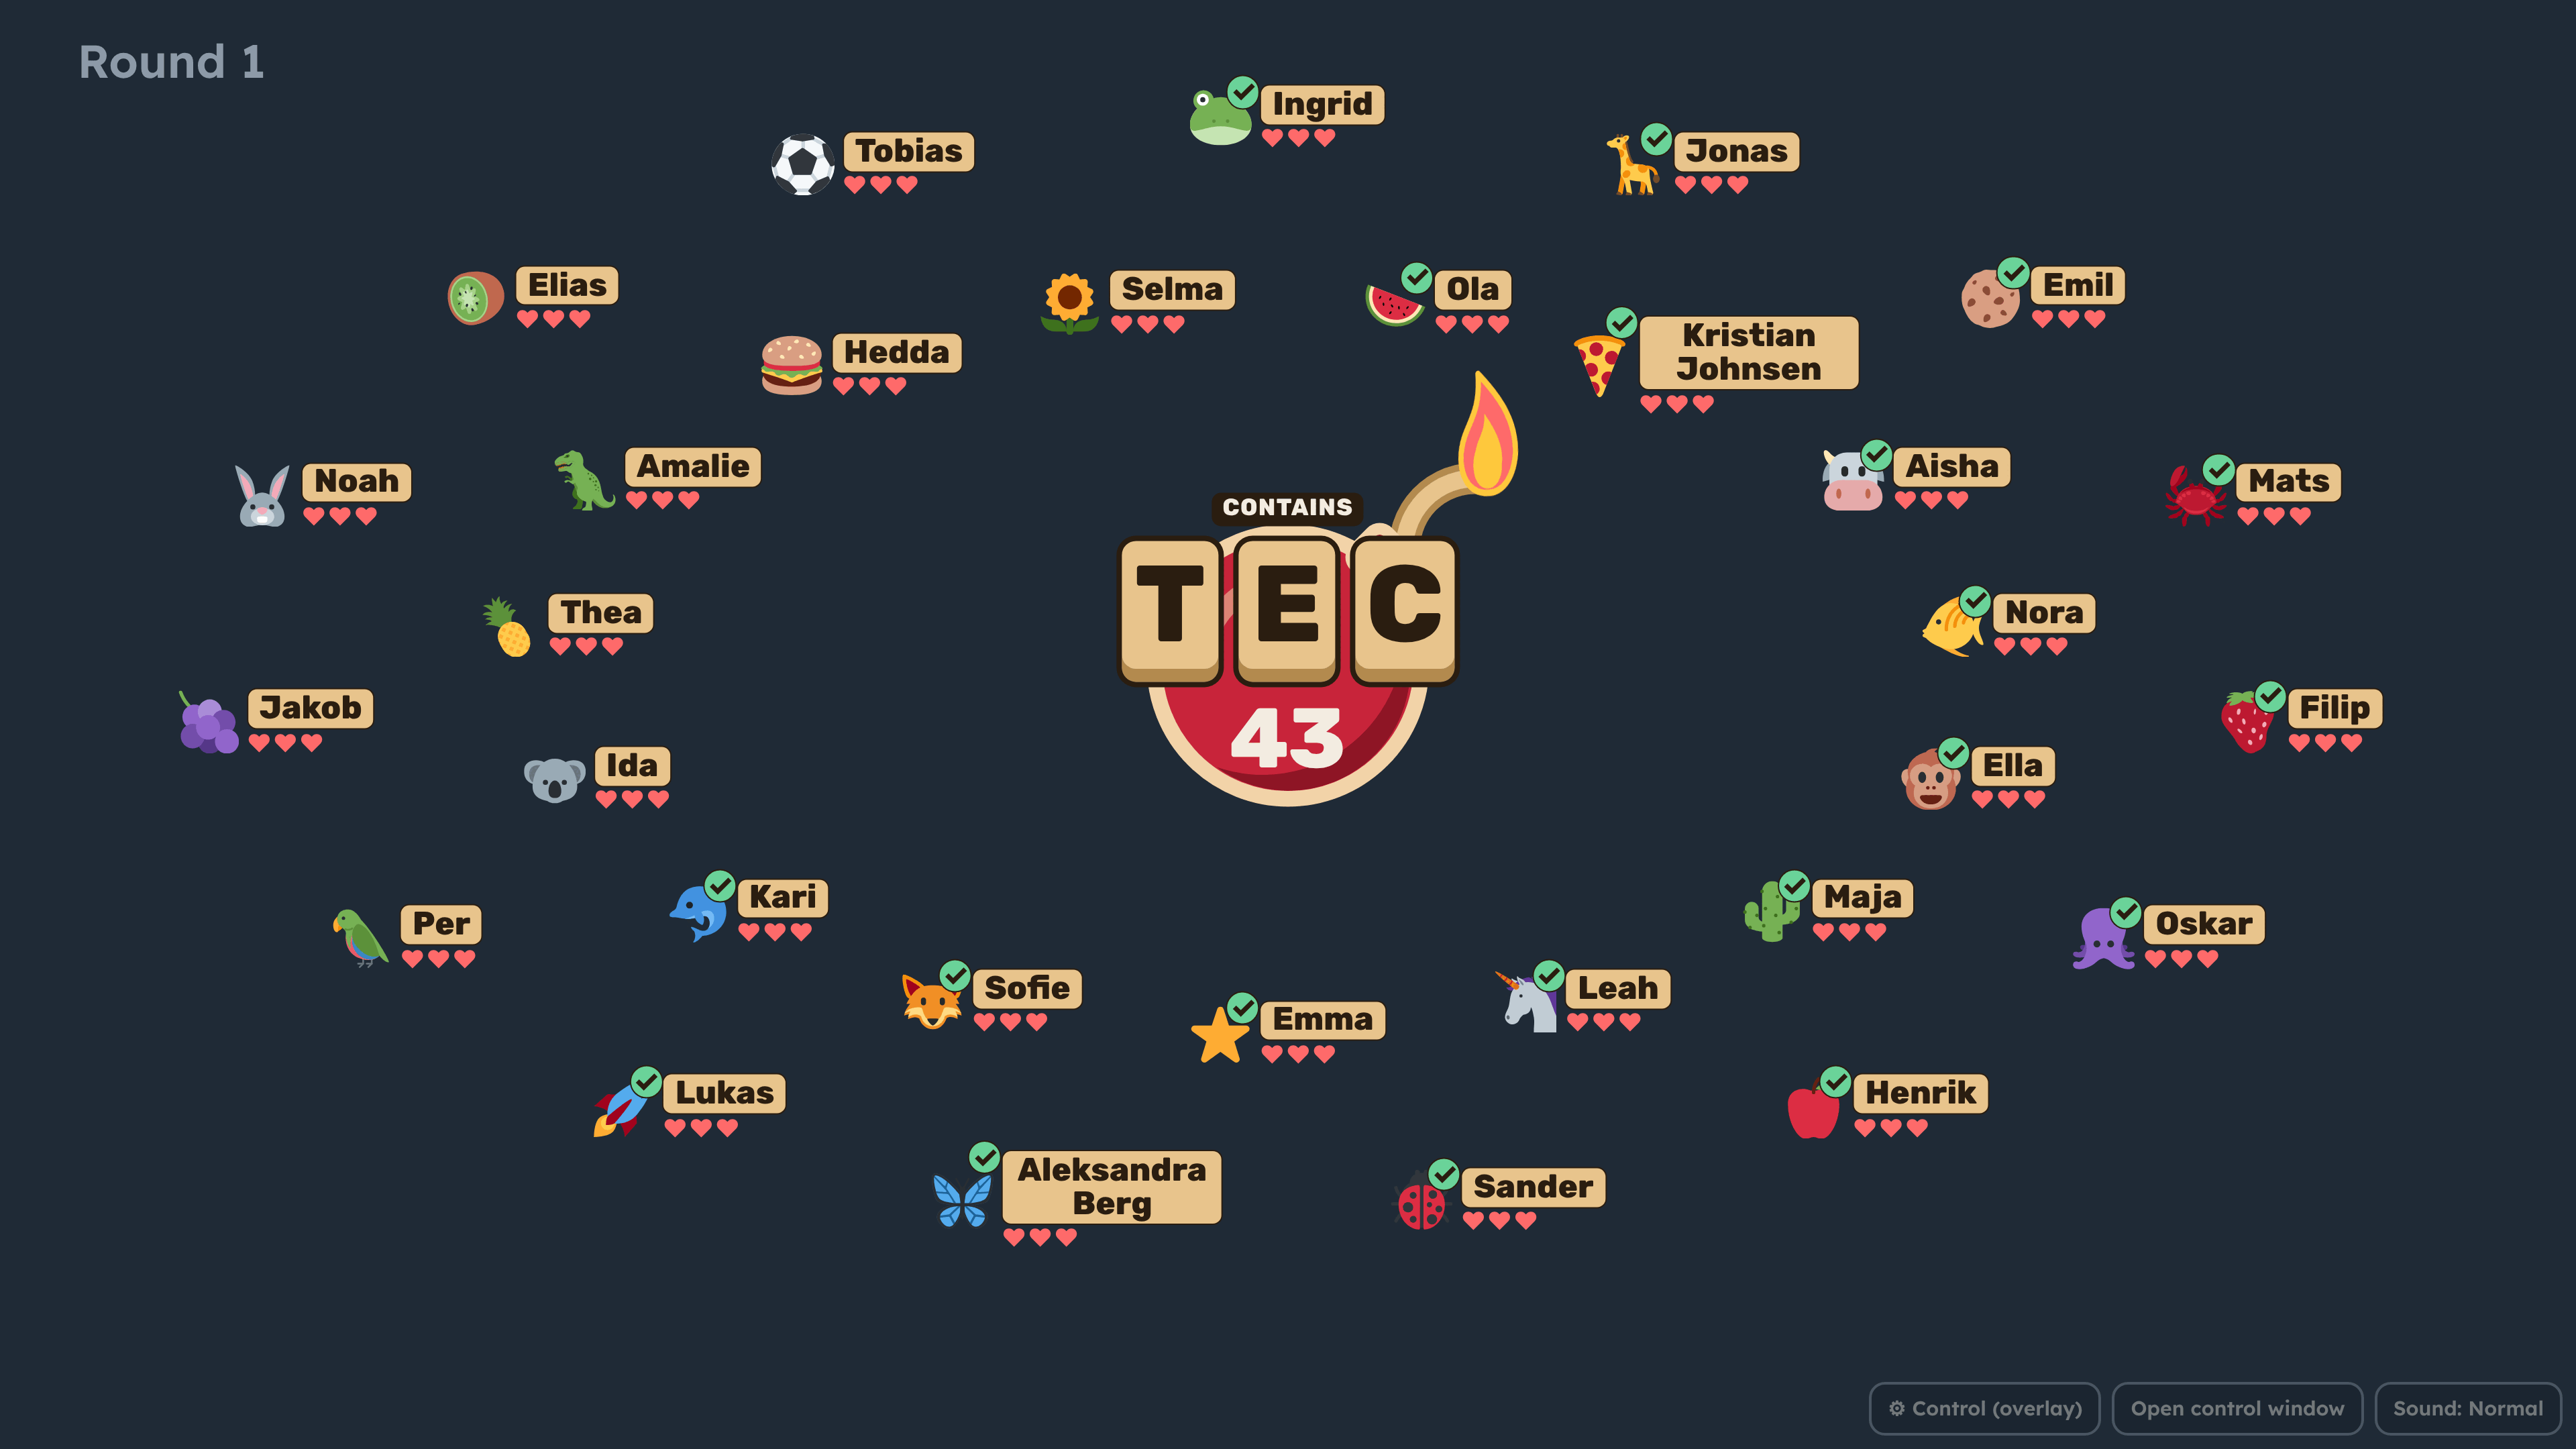 Round 1
Ingrid
Tobias
Jonas
Elias
Selma
Ola
Emil
Kristian
Johnsen
Hedda
Noah
Amalie
Aisha
Mats
CONTAINS
TEC
43
Thea
Nora
Jakob
Filip
Ida
Ella
Per
Kari
Maja
Oskar
Sofie
Emma
Leah
Lukas
Henrik
Aleksandra
Berg
Sander
⚙ Control (overlay)
Open control window
Sound: Normal